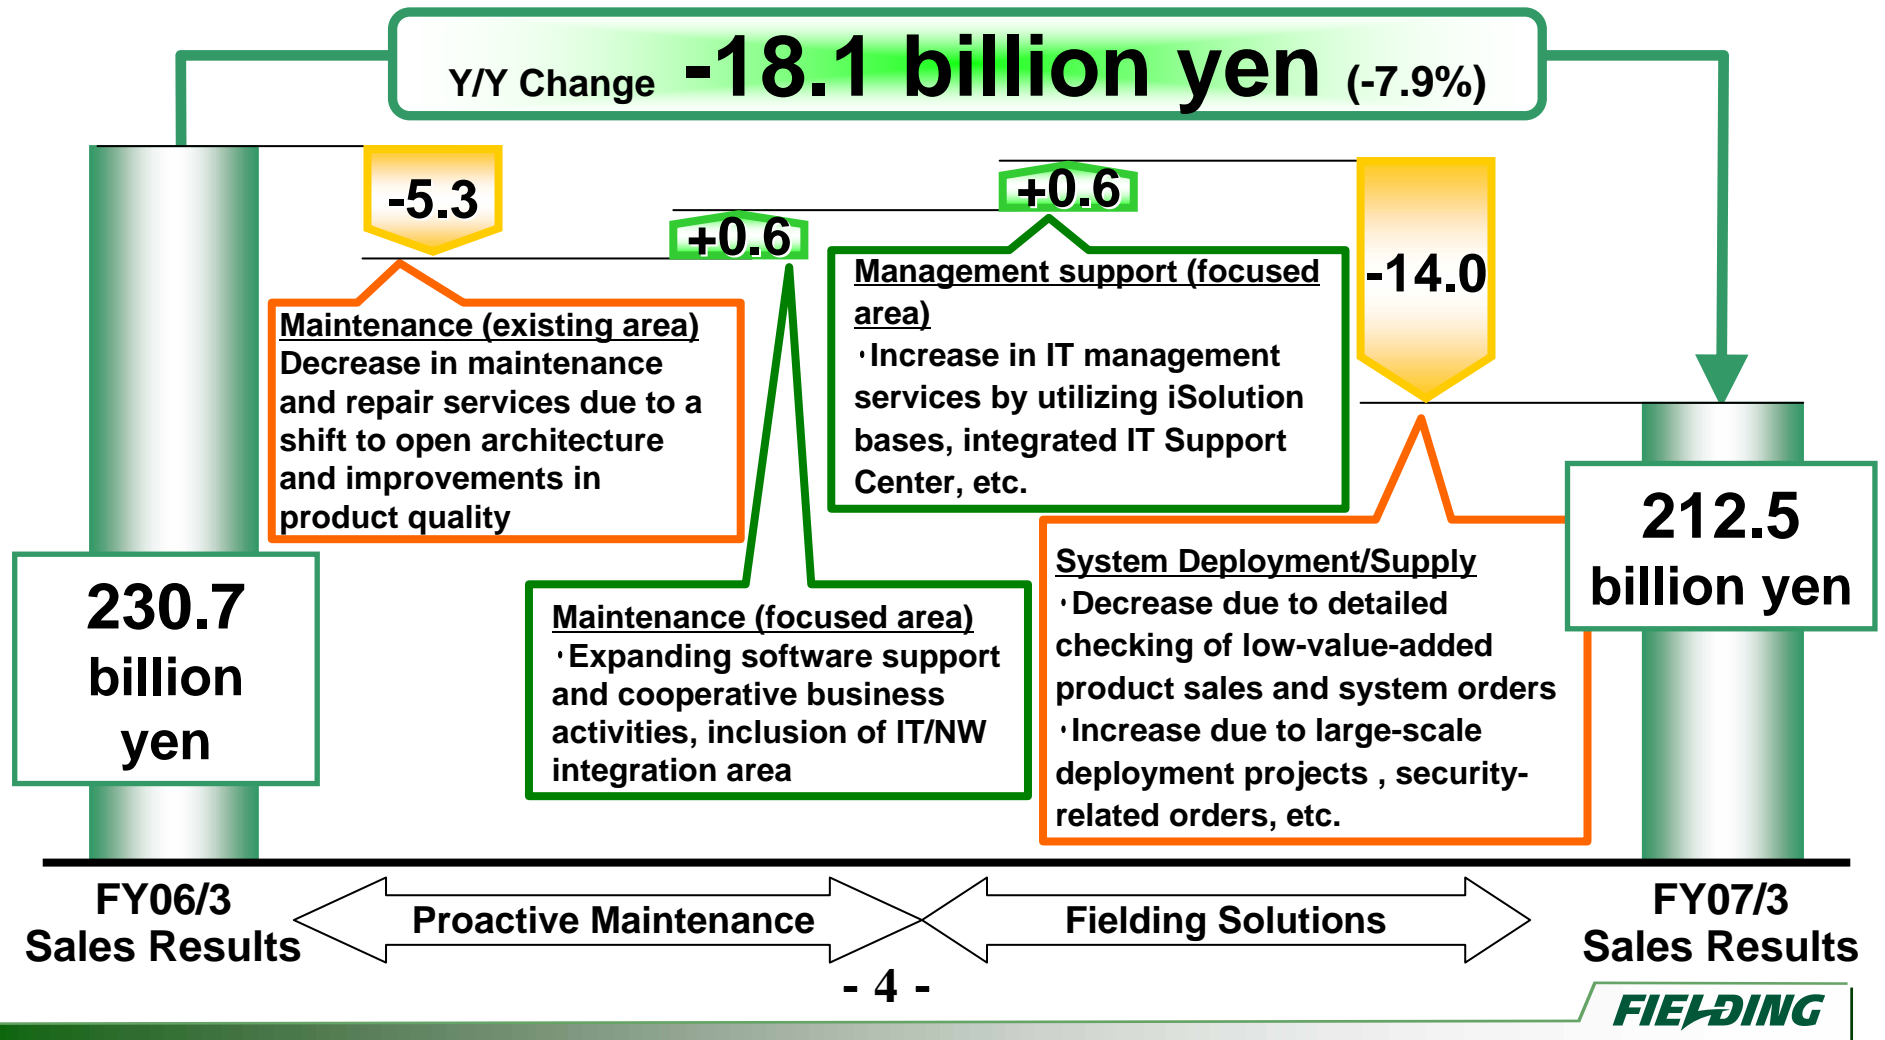 Y/Y Change -18.1 billion yen (-7.9%)
-5.3
+0.6
+0.6
-14.0
Maintenance (existing area)
Decrease in maintenance
and repair services due to a
shift to open architecture
and improvements in
product quality
Maintenance (focused area)
・Expanding software support
and cooperative business
activities, inclusion of IT/NW
integration area
Management support (focused
area)
・Increase in IT management
services by utilizing iSolution
bases, integrated IT Support
Center, etc.
System Deployment/Supply
・Decrease due to detailed
checking of low-value-added
product sales and system orders
・Increase due to large-scale
deployment projects , security-
related orders, etc.
230.7
billion
yen
212.5
billion yen
FY06/3
Sales Results
Proactive Maintenance
Fielding Solutions
FY07/3
Sales Results
- 4 -
FIELDING